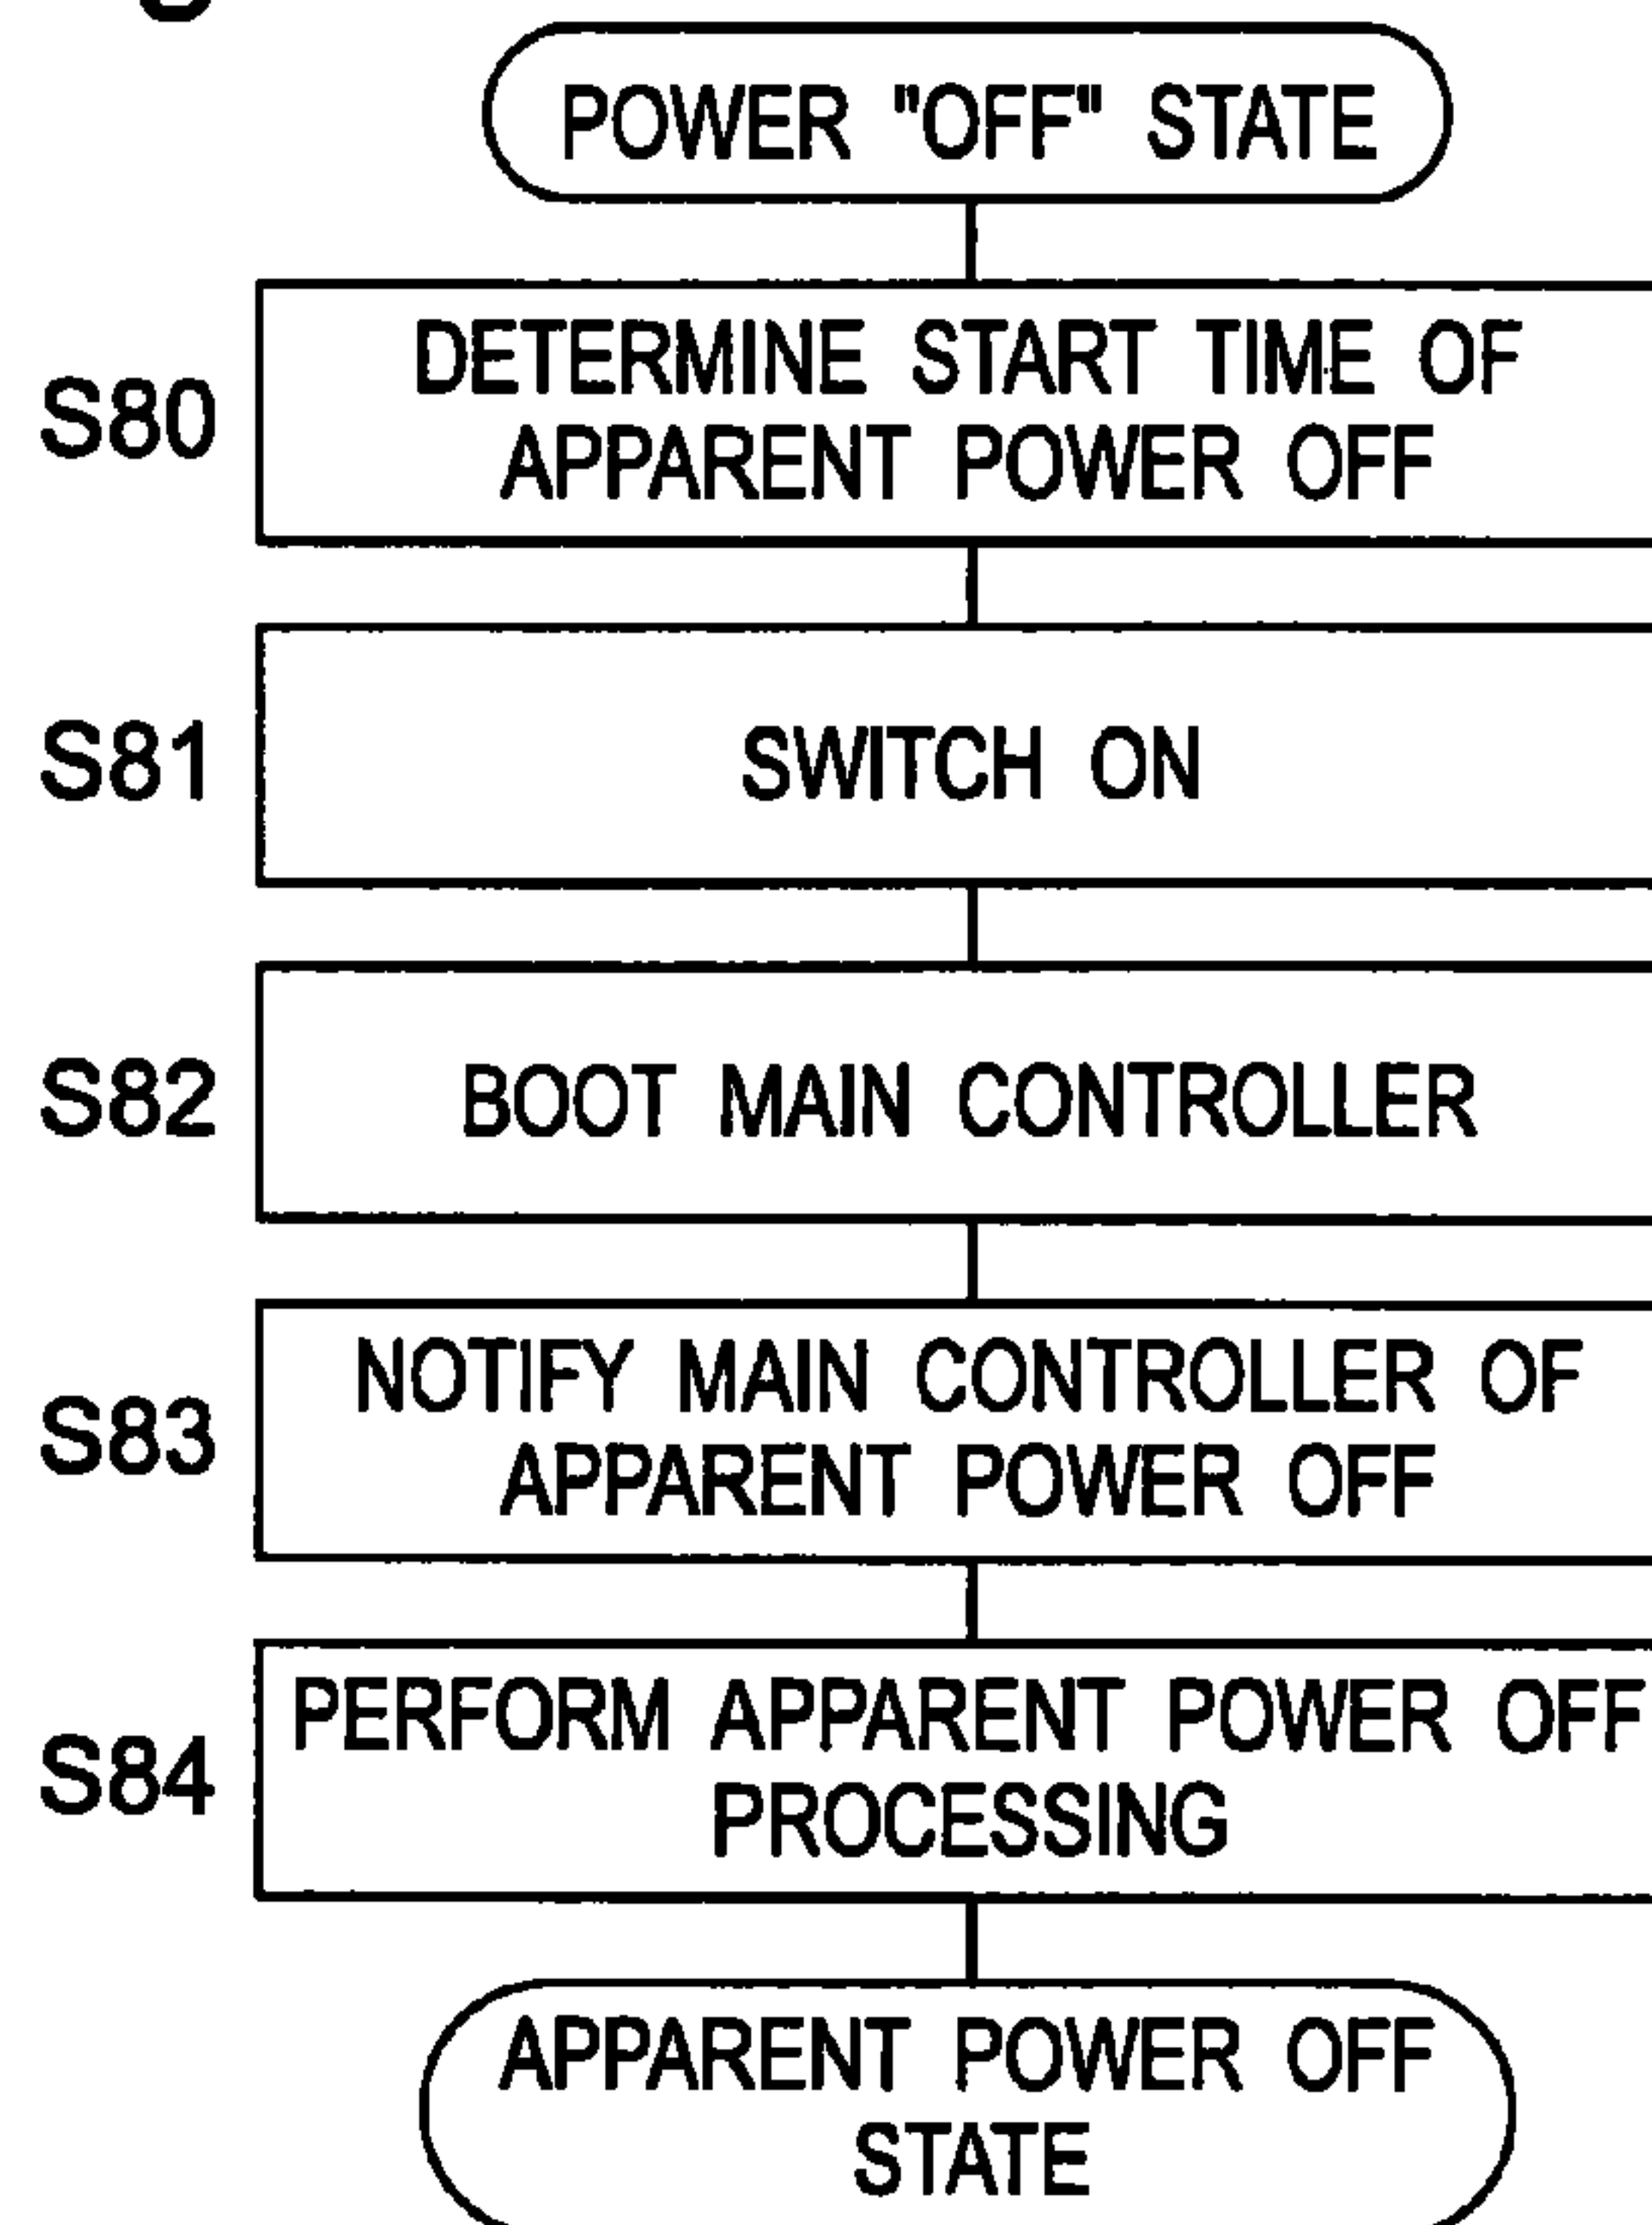 POWER "OFF" STATE
S80
DETERMINE START TIME OF
APPARENT POWER OFF
S81
SWITCH ON
S82
BOOT MAIN CONTROLLER
S83
NOTIFY MAIN CONTROLLER OF
APPARENT POWER OFF
S84
PERFORM APPARENT POWER OFF
PROCESSING
APPARENT POWER OFF
STATE